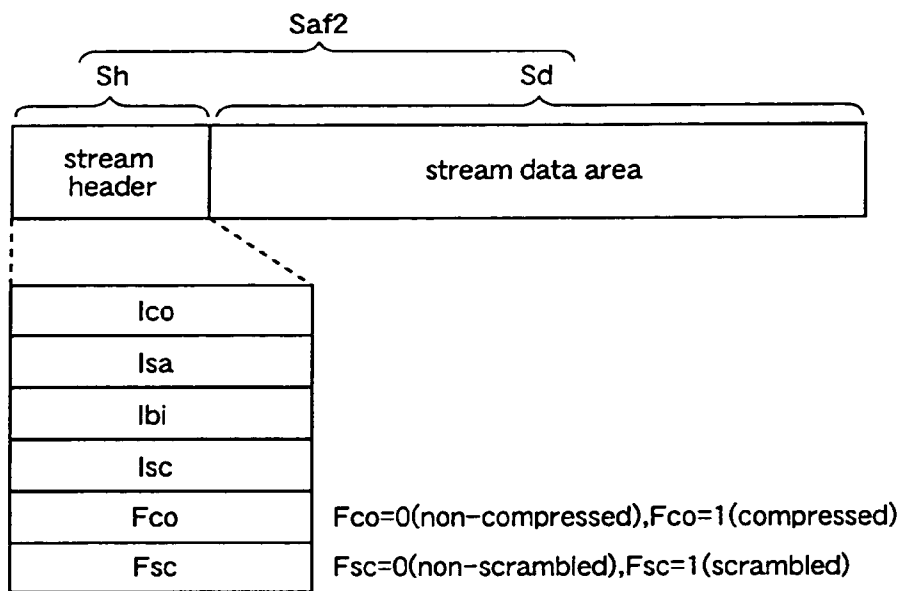 Saf2
Sh Sd
stream header stream data area
Ico
Isa
Ibi
Isc
Fco Fco=0(non-compressed),Fco=1(compressed)
Fsc Fsc=0(non-scrambled),Fsc=1(scrambled)